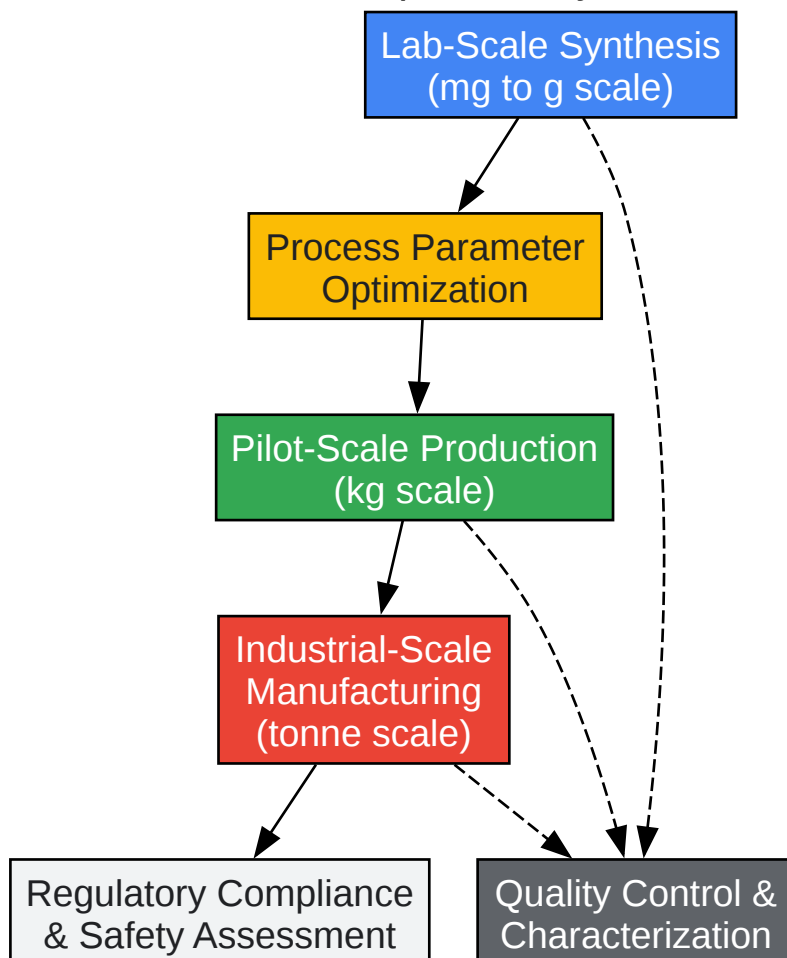 Lab-Scale Synthesis
(mg to g scale)
Process Parameter
Optimization
Pilot-Scale Production
(kg scale)
Industrial-Scale
Manufacturing
(tonne scale)
Regulatory Compliance
& Safety Assessment
Quality Control &
Characterization